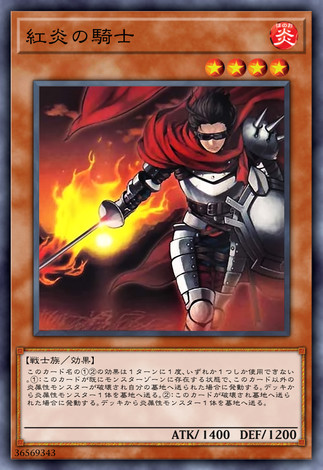 紅炎の騎士
炎
【戦士族／効果】
このカード名の①②の効果は１ターンに１度、いずれか１つしか使用できな
い。①：このカードが既にモンスターゾーンに存在する状態で、このカード以外の
炎属性モンスターが破壊され自分の墓地へ送られた場合に発動する。デッキか
ら炎属性モンスター１体を墓地へ送る。②：このカードが破壊され墓地へ送ら
れた場合に発動する。デッキから炎属性モンスター１体を墓地へ送る。
ATK/1400 DEF/1200
36569343